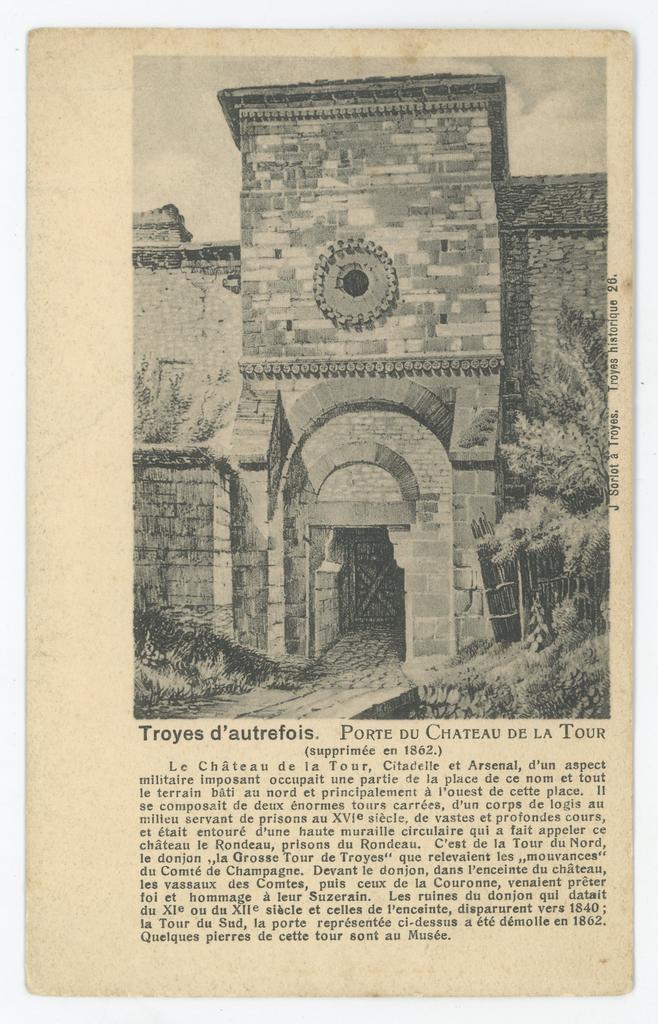 J Sorlot à Troyes. Troyes historique 26.
Troyes d'autrefois. PORTE DU CHATEAU DE LA TOUR
(supprimée en 1862.)
Le Château de la Tour, Citadelle et Arsenal, d'un aspect
militaire imposant occupait une partie de la place de ce nom et tout
le terrain bâti au nord et principalement à l'ouest de cette place. Il
se composait de deux énormes tours carrées, d'un corps de logis au
milieu servant de prisons au XVIe siècle, de vastes et profondes cours,
et était entouré d'une haute muraille circulaire qui a fait appeler ce
château le Rondeau, prisons du Rondeau. C'est de la Tour du Nord,
le donjon „la Grosse Tour de Troyes“ que relevaient les „mouvances“
du Comté de Champagne. Devant le donjon, dans l'enceinte du château,
les vassaux des Comtes, puis ceux de la Couronne, venaient prêter
foi et hommage à leur Suzerain. Les ruines du donjon qui datait
du XIe ou du XIIe siècle et celles de l'enceinte, disparurent vers 1840;
la Tour du Sud, la porte représentée ci-dessus a été démolie en 1862.
Quelques pierres de cette tour sont au Musée.